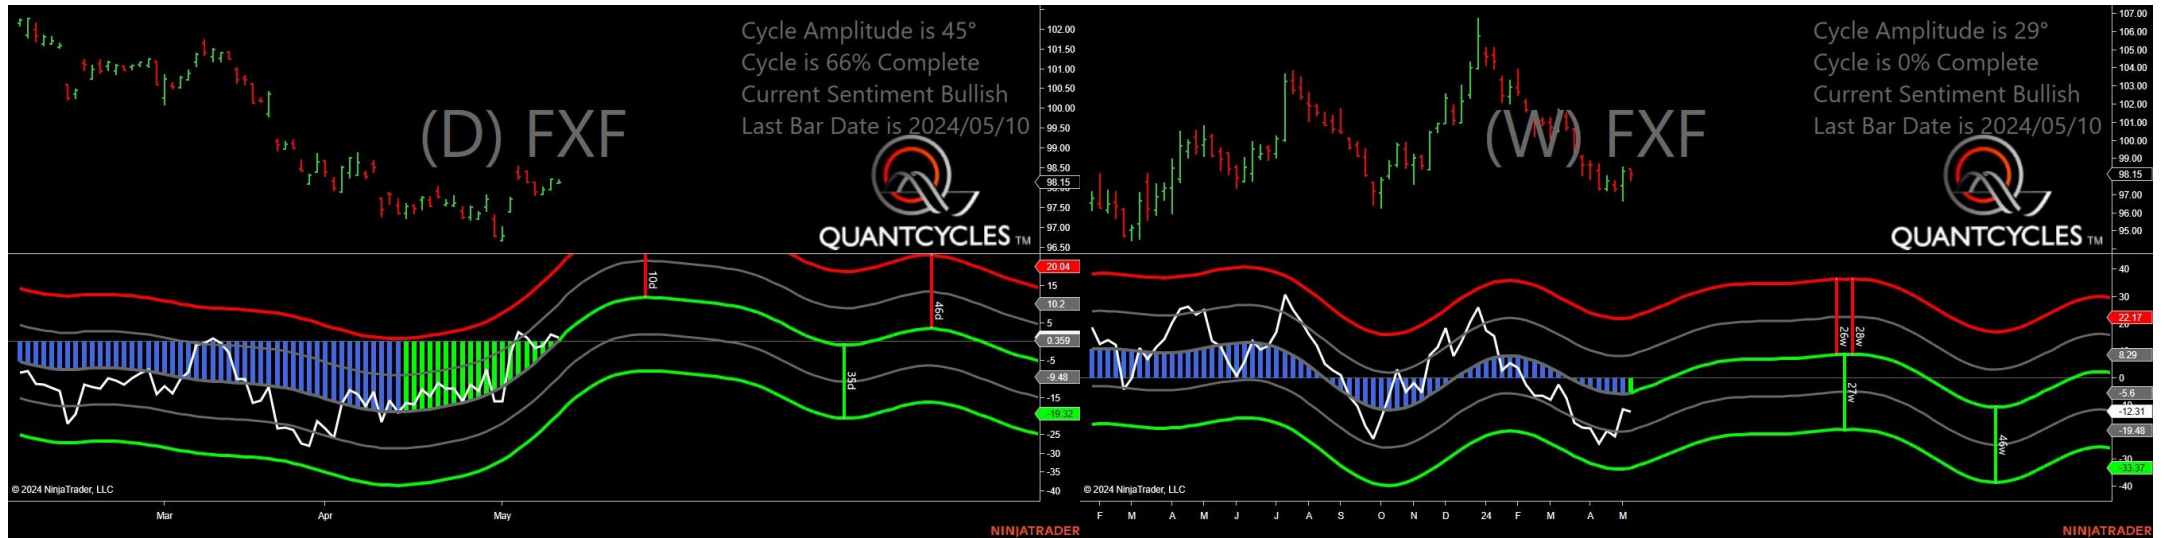 Cycle Amplitude is 45°
Cycle is 66% Complete
Current Sentiment Bullish
Last Bar Date is 2024/05/10
(D) FXF
QUANTCYCLES TM
102.00
101.50
101.00
100.50
100.00
99.50
99.00
98.50
98.15
97.50
97.00
96.50
10d
46d
35d
20.04
15
10.2
5
0.359
-5
-9.48
-15
-19.32
-25
-30
-35
-40
© 2024 NinjaTrader, LLC
Mar
Apr
May
NINJATRADER
Cycle Amplitude is 29°
Cycle is 0% Complete
Current Sentiment Bullish
Last Bar Date is 2024/05/10
(W) FXF
QUANTCYCLES TM
107.00
106.00
105.00
104.00
103.00
102.00
101.00
100.00
99.00
98.15
97.00
96.00
95.00
26w
28w
27w
46w
40
30
22.17
8.29
0
-5.6
-12.31
-19.48
-33.37
-40
© 2024 NinjaTrader, LLC
F
M
A
M
J
J
A
S
O
N
D
24
F
M
A
M
NINJATRADER